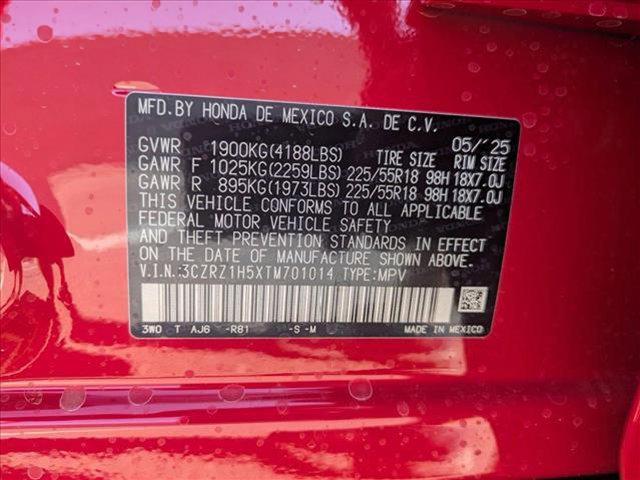 MFD.BY HONDA DE MEXICO S.A. DE C.V.
05/'25
GVWR 1900KG(4188LBS) TIRE SIZE RIM SIZE
GAWR F 1025KG(2259LBS) 225/55R18 98H 18X7.0J
GAWR R 895KG(1973LBS) 225/55R18 98H 18X7.0J
THIS VEHICLE CONFORMS TO ALL APPLICABLE
FEDERAL MOTOR VEHICLE SAFETY
AND THEFT PREVENTION STANDARDS IN EFFECT
ON THE DATE OF MANUFACTURE SHOWN ABOVE.
V.I.N.:3CZRZ1H5XTM701014 TYPE:MPV
3W0 T AJ6 -R81 -S-M MADE IN MEXICO